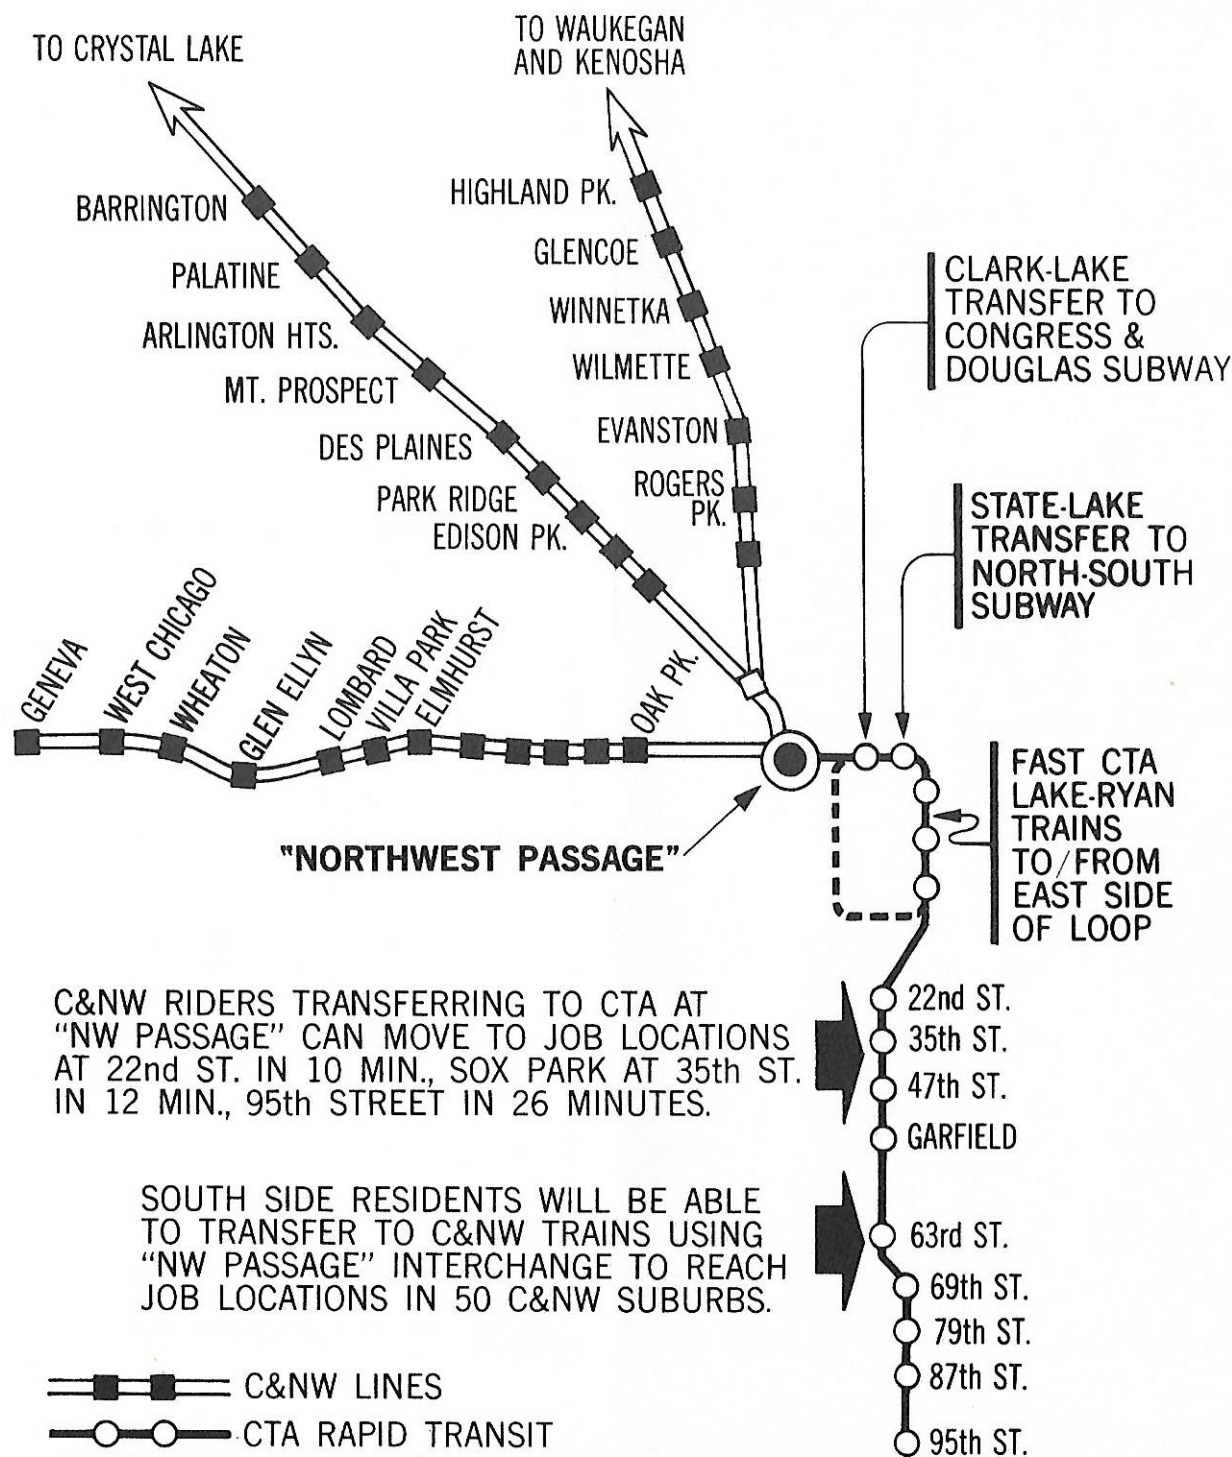 TO CRYSTAL LAKE
TO WAUKEGAN
AND KENOSHA
BARRINGTON
PALATINE
ARLINGTON HTS.
MT. PROSPECT
DES PLAINES
PARK RIDGE
EDISON PK.
HIGHLAND PK.
GLENCOE
WINNETKA
WILMETTE
EVANSTON
ROGERS
PK.
CLARK-LAKE
TRANSFER TO
CONGRESS &
DOUGLAS SUBWAY
STATE-LAKE
TRANSFER TO
NORTH-SOUTH
SUBWAY
GENEVA
WEST CHICAGO
WHEATON
GLEN ELLYN
LOMBARD
VILLA PARK
ELMHURST
OAK PK.
"NORTHWEST PASSAGE"
FAST CTA
LAKE-RYAN
TRAINS
TO/FROM
EAST SIDE
OF LOOP
C&NW RIDERS TRANSFERRING TO CTA AT
"NW PASSAGE" CAN MOVE TO JOB LOCATIONS
AT 22nd ST. IN 10 MIN., SOX PARK AT 35th ST.
IN 12 MIN., 95th STREET IN 26 MINUTES.
SOUTH SIDE RESIDENTS WILL BE ABLE
TO TRANSFER TO C&NW TRAINS USING
"NW PASSAGE" INTERCHANGE TO REACH
JOB LOCATIONS IN 50 C&NW SUBURBS.
22nd ST.
35th ST.
47th ST.
GARFIELD
63rd ST.
69th ST.
79th ST.
87th ST.
95th ST.
C&NW LINES
CTA RAPID TRANSIT